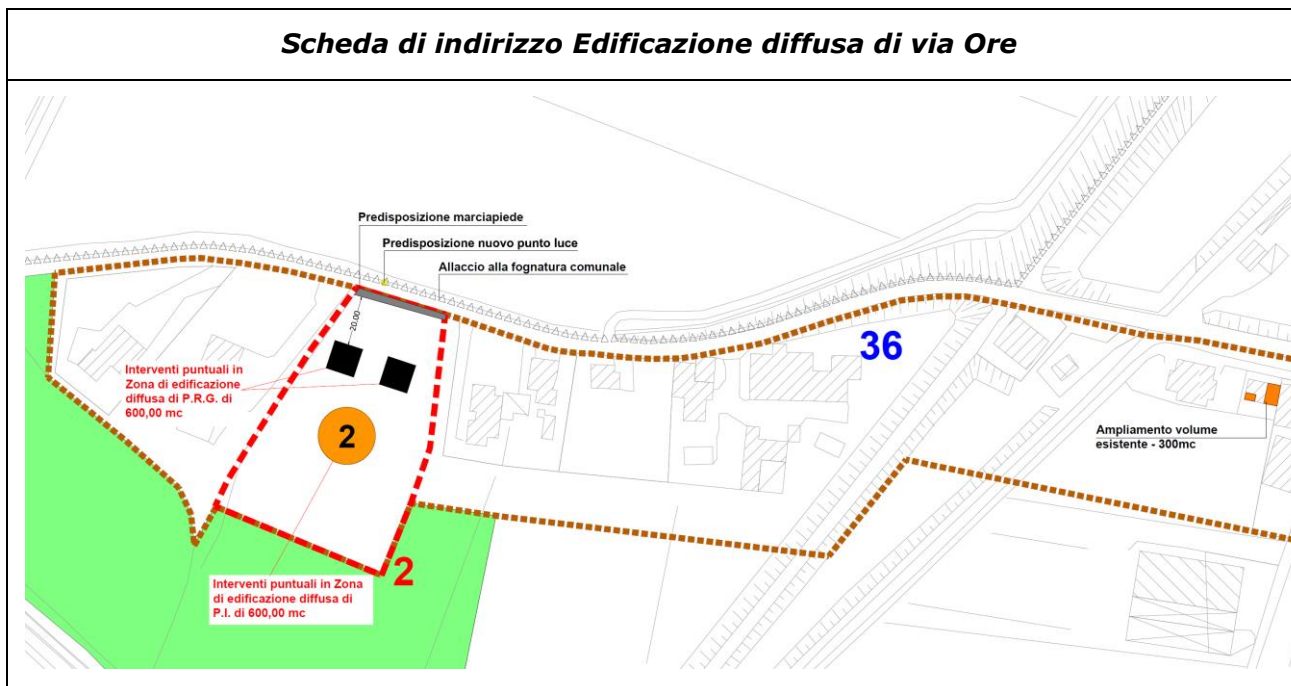 Scheda di indirizzo Edificazione diffusa di via Ore
Predisposizione marciapiede
Predisposizione nuovo punto luce
Allaccio alla fognatura comunale
20,00
36
Interventi puntuali in
Zona di edificazione
diffusa di P.R.G. di
600,00 mc
2
Ampliamento volume
esistente - 300mc
2
Interventi puntuali in Zona
di edificazione diffusa di
P.I. di 600,00 mc